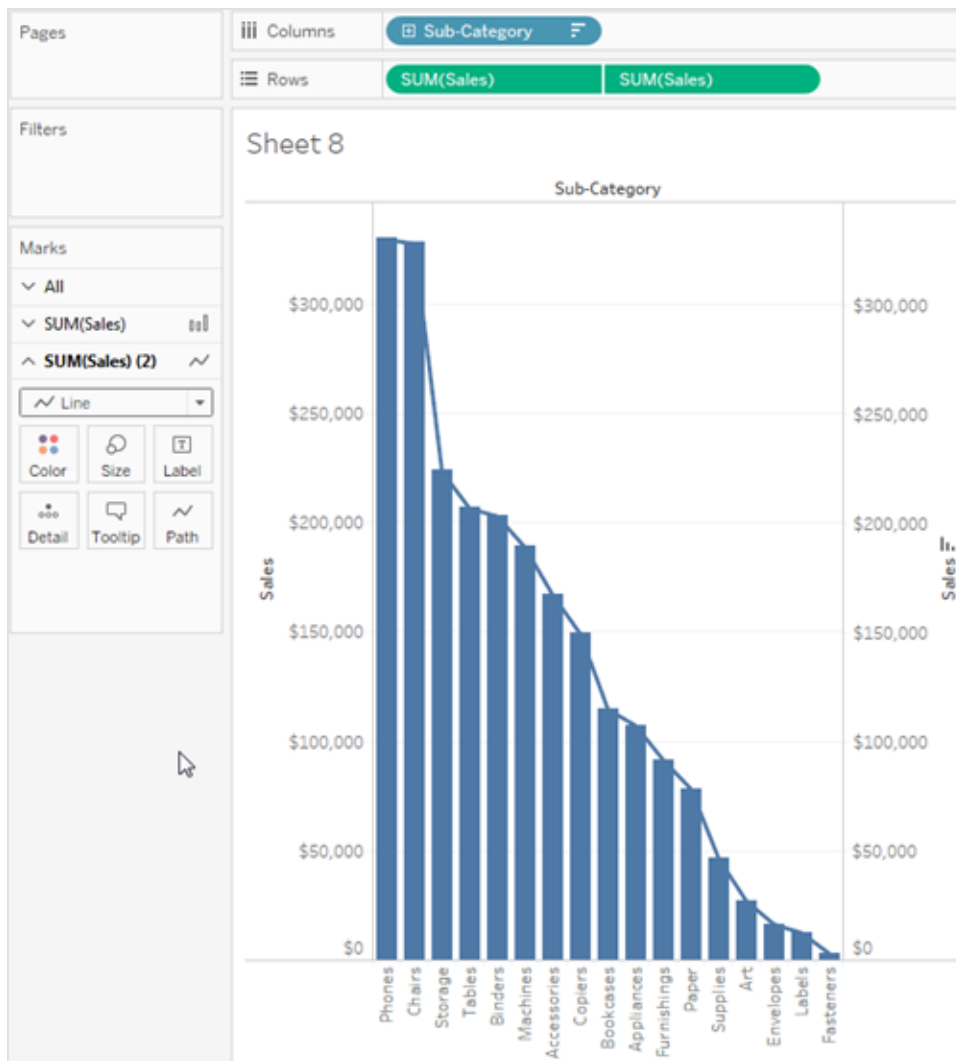 Pages
Columns
Sub-Category
Rows
SUM(Sales)
SUM(Sales)
Filters
Marks
All
SUM(Sales)
SUM(Sales) (2)
Line
Color
Size
Label
Detail
Tooltip
Path
Sheet 8
Sub-Category
Sales
$300,000
$250,000
$200,000
$150,000
$100,000
$50,000
$0
$300,000
$250,000
$200,000
$150,000
$100,000
$50,000
$0
Sales
Phones
Chairs
Storage
Tables
Binders
Machines
Accessories
Copiers
Bookcases
Appliances
Furnishings
Paper
Supplies
Art
Envelopes
Labels
Fasteners